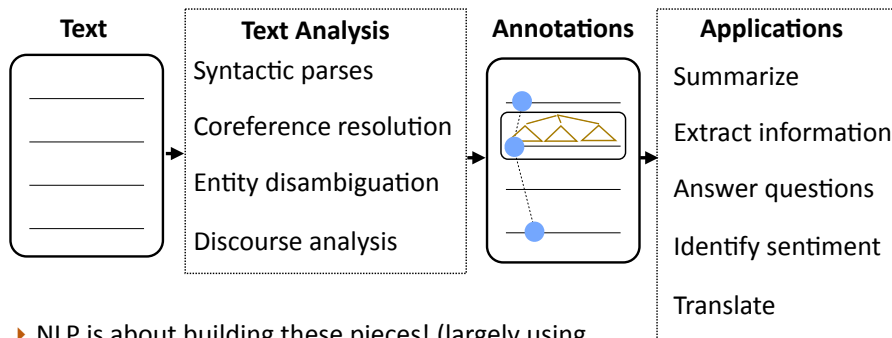 Text
Text Analysis
Annotations
Applications
Syntactic parses
Coreference resolution
Entity disambiguation
Discourse analysis
Summarize
Extract information
Answer questions
Identify sentiment
Translate
NLP is about building these pieces! (largely using